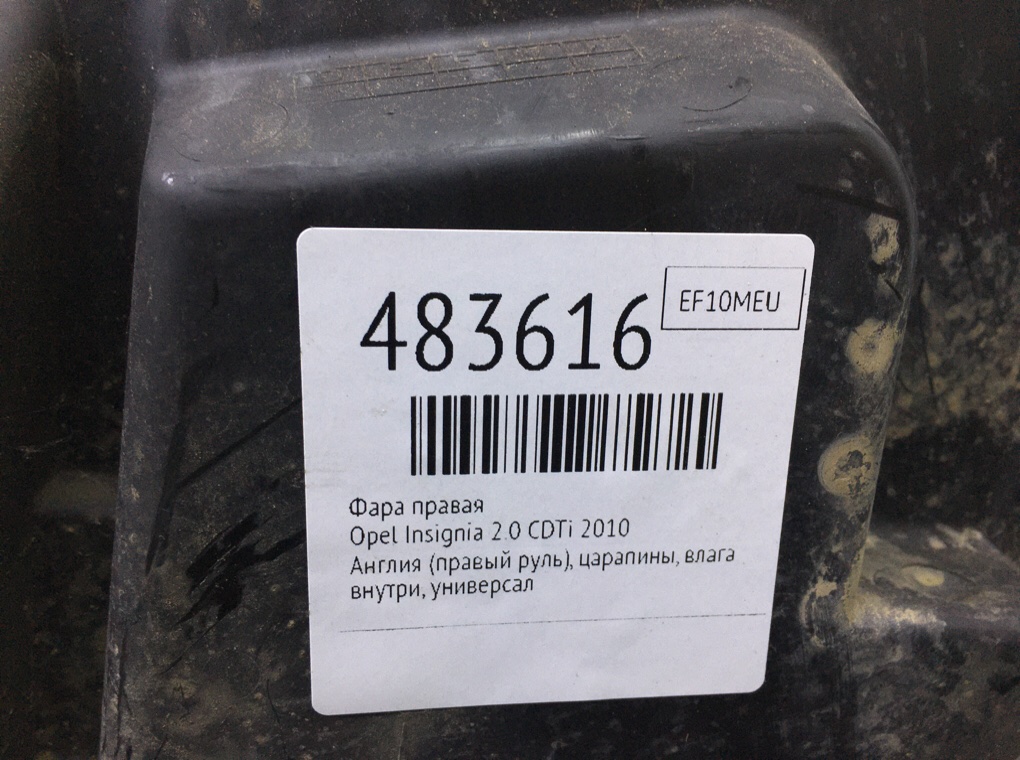 483616
EF10MEU
Фара правая
Opel Insignia 2.0 CDTi 2010
Англия (правый руль), царапины, влага
внутри, универсал